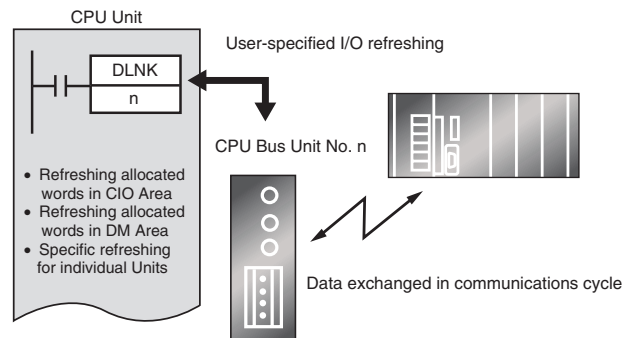 CPU Unit
User-specified I/O refreshing
DLNK
n
CPU Bus Unit No. n
• Refreshing allocated
words in CIO Area
• Refreshing allocated
words in DM Area
• Specific refreshing
for individual Units
Data exchanged in communications cycle